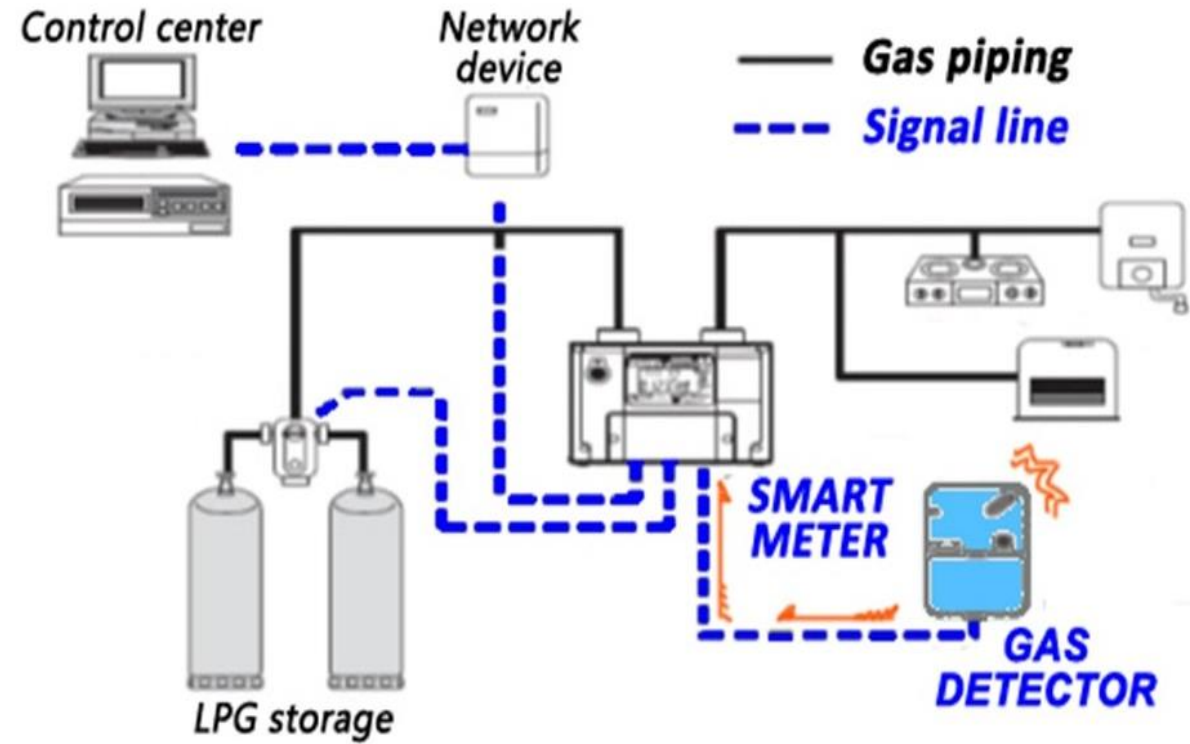 Control center
Network
device
Gas piping
Signal line
SMART
METER
GAS
DETECTOR
LPG storage